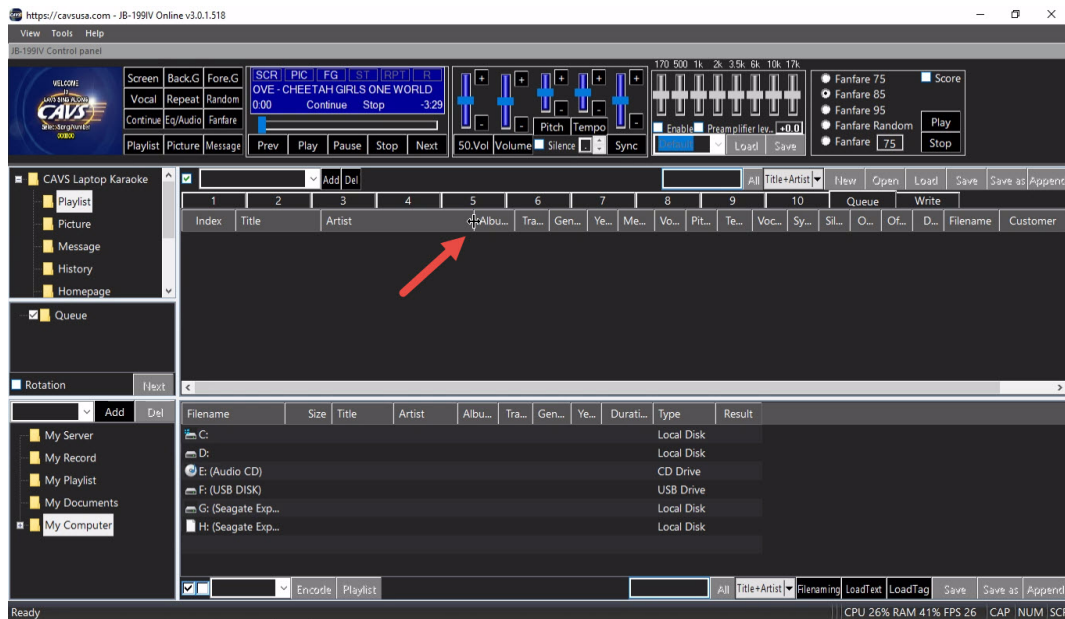 https://cavsusa.com - JB-199IV Online v3.0.1.518
View Tools Help
JB-199IV Control panel
WELCOME
CAVS
Screen Back.G Fore.G
Vocal Repeat Random
Continue Eq/Audio Fanfare
Playlist Picture Message
SCR PIC FG ST RPT R
OVE - CHEETAH GIRLS ONE WORLD
0:00 Continue Stop -3:29
Prev Play Pause Stop Next
+ + + + +
- - - - -
Pitch Tempo
50.Vol Volume Silence Sync
170 500 1k 2k 3.5k 6k 10k 17k
Enable Preamplifier lev... +0.0
Default Load Save
Fanfare 75 Score
Fanfare 85
Fanfare 95
Fanfare Random Play
Fanfare 75 Stop
CAVS Laptop Karaoke
Playlist
Picture
Message
History
Homepage
Queue
Rotation Next
Add Del
All Title+Artist New Open Load Save Save as Append
1 2 3 4 5 6 7 8 9 10 Queue Write
Index Title Artist Albu... Tra... Gen... Ye... Me... Vo... Pit... Te... Voc... Sy... Sil... O... Of... D... Filename Customer
Add Del
My Server
My Record
My Playlist
My Documents
My Computer
Filename Size Title Artist Albu... Tra... Gen... Ye... Durati... Type Result
C: Local Disk
D: Local Disk
E: (Audio CD) CD Drive
F: (USB DISK) USB Drive
G: (Seagate Exp... Local Disk
H: (Seagate Exp... Local Disk
Encode Playlist
All Title+Artist Filenaming LoadText LoadTag Save Save as Append
Ready
CPU 26% RAM 41% FPS 26 CAP NUM SC